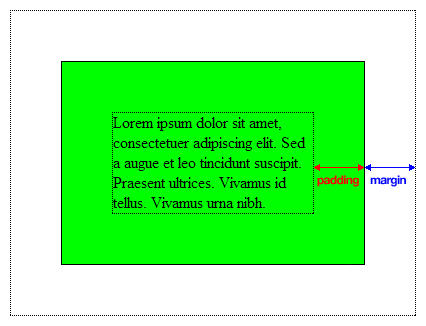 Lorem ipsum dolor sit amet,
consectetuer adipiscing elit. Sed
a augue et leo tincidunt suscipit.
Praesent ultrices. Vivamus id
tellus. Vivamus urna nibh.
padding margin